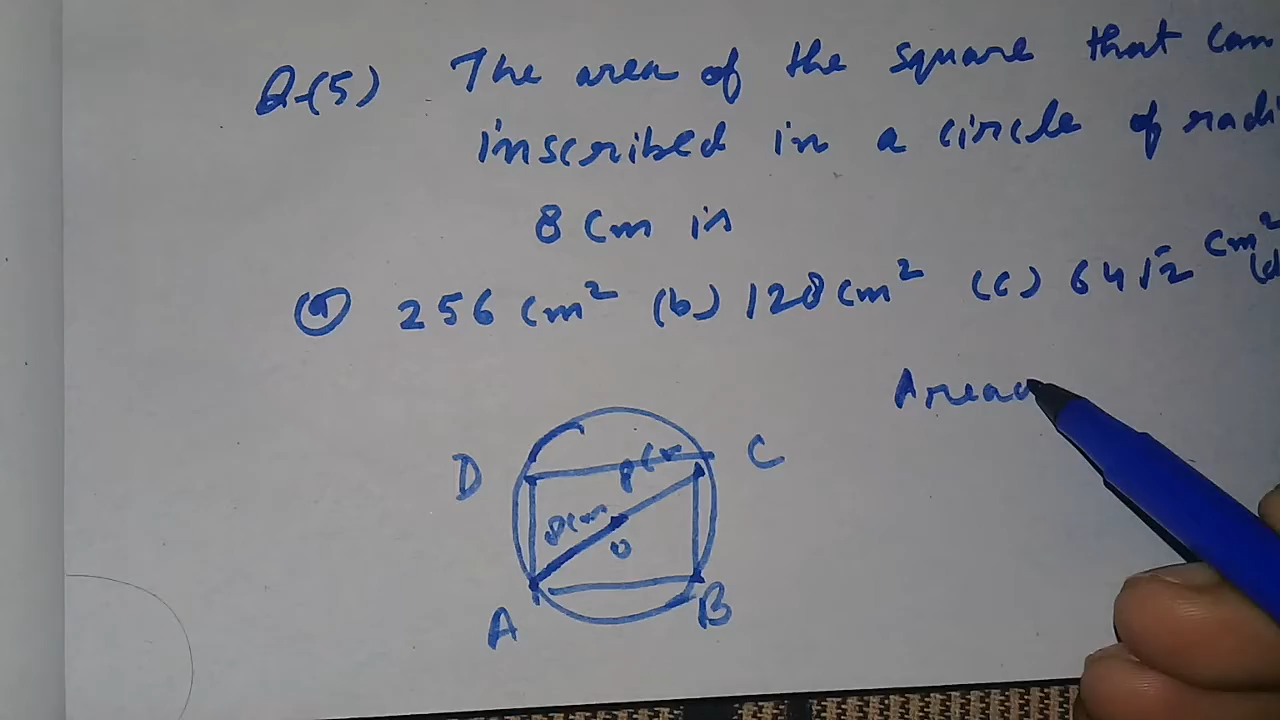 Q.(5) The area of the square that can
inscribed in a circle of radi
8 cm is
(a) 256 cm² (b) 128 cm² (c) 64√2 cm² (d
Area
D C
8cm
8cm
O
A B